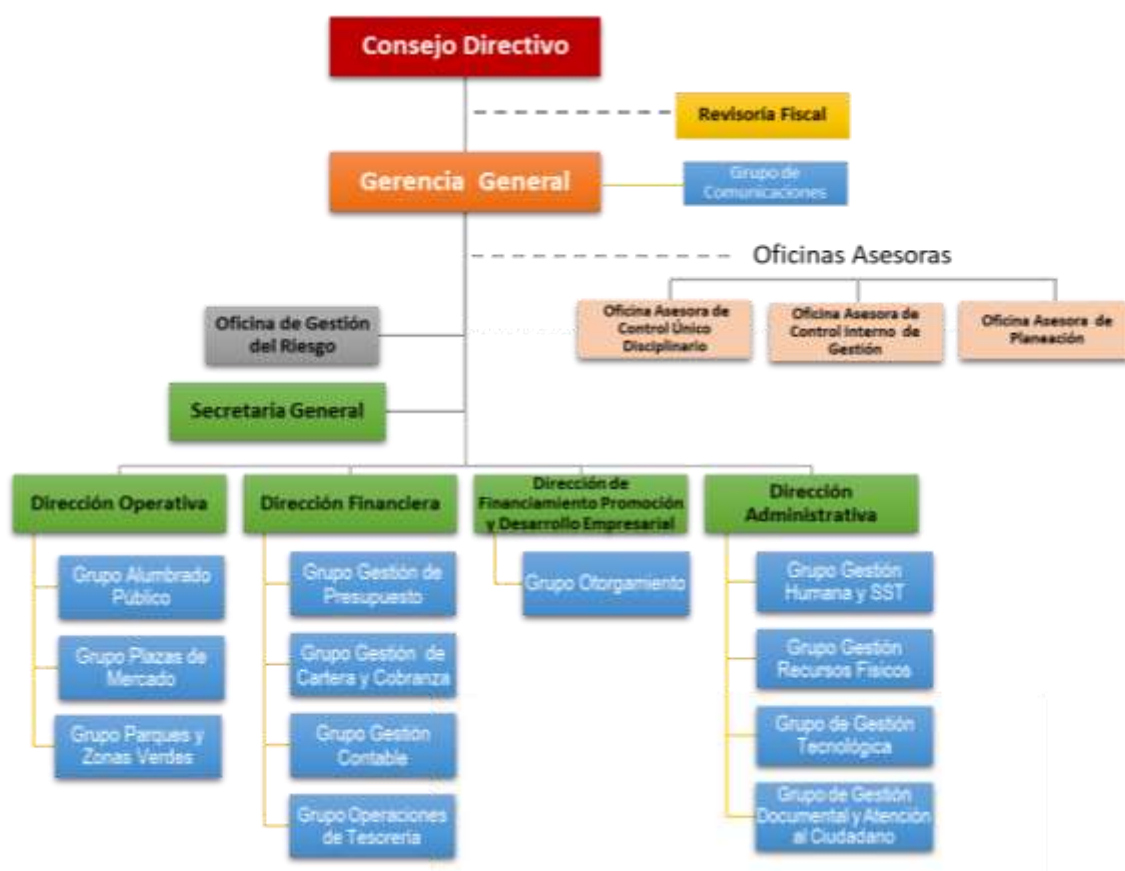 Consejo Directivo
Revisoría Fiscal
Gerencia General
Grupo de
Comunicaciones
Oficinas Asesoras
Oficina Asesora de
Control Único
Disciplinario
Oficina Asesora de
Control Interno de
Gestión
Oficina Asesora de
Planeación
Oficina de Gestión
del Riesgo
Secretaría General
Dirección Operativa
Dirección Financiera
Dirección de
Financiamiento Promoción
y Desarrollo Empresarial
Dirección
Administrativa
Grupo Alumbrado
Público
Grupo Plazas de
Mercado
Grupo Parques y
Zonas Verdes
Grupo Gestión de
Presupuesto
Grupo Gestión de
Cartera y Cobranza
Grupo Gestión
Contable
Grupo Operaciones
de Tesorería
Grupo Otorgamiento
Grupo Gestión
Humana y SST
Grupo Gestión
Recursos Físicos
Grupo de Gestión
Tecnológica
Grupo de Gestión
Documental y Atención
al Ciudadano